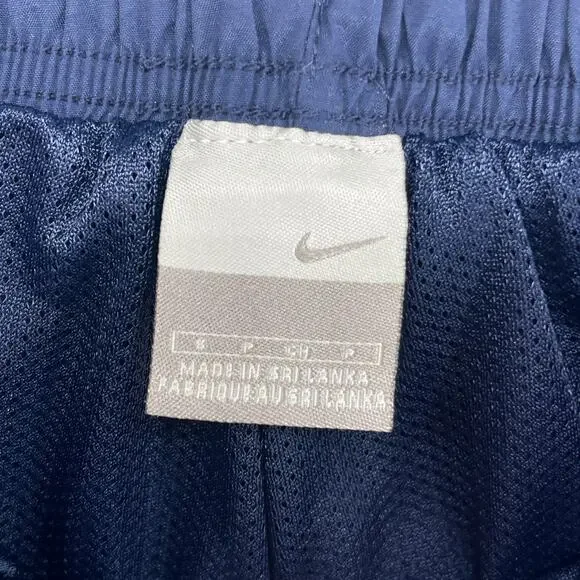 S P CH P
MADE IN SRI LANKA
FABRIQUE AU SRI LANKA